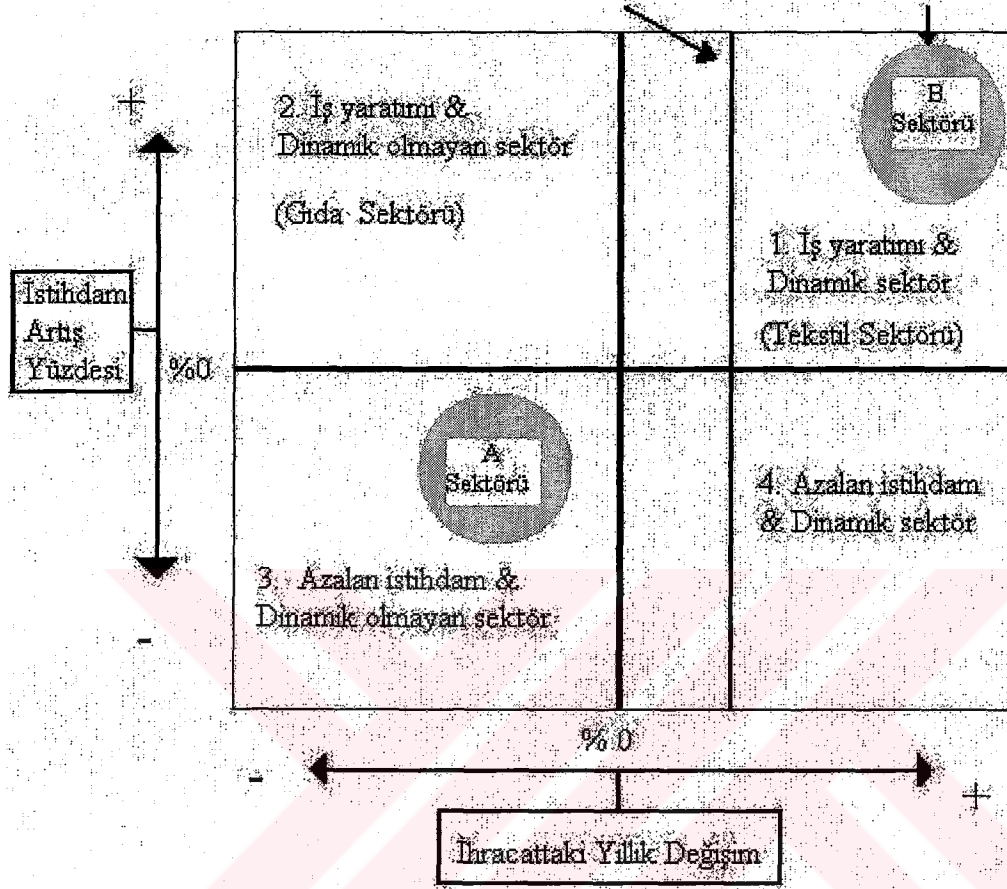 +
2. İş yaratımı &
Dinamik olmayan sektör
(Gıda Sektörü)
B
Sektörü
1. İş yaratımı &
Dinamik sektör
(Tekstil Sektörü)
İstihdam
Artış
Yüzdesi
%0
A
Sektörü
4. Azalan istihdam
& Dinamik sektör
3. Azalan istihdam &
Dinamik olmayan sektör
-
% 0
-
+
İhracattaki Yıllık Değişim